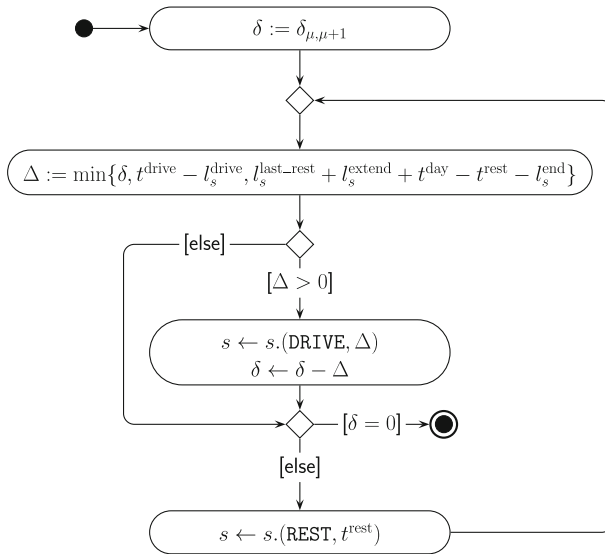 δ := δ_{μ,μ+1}
Δ := min{δ, t^{drive} − l_s^{drive}, l_s^{last_rest} + l_s^{extend} + t^{day} − t^{rest} − l_s^{end}}
[else]
[Δ > 0]
s ← s.(DRIVE, Δ)
δ ← δ − Δ
[δ = 0]
[else]
s ← s.(REST, t^{rest})